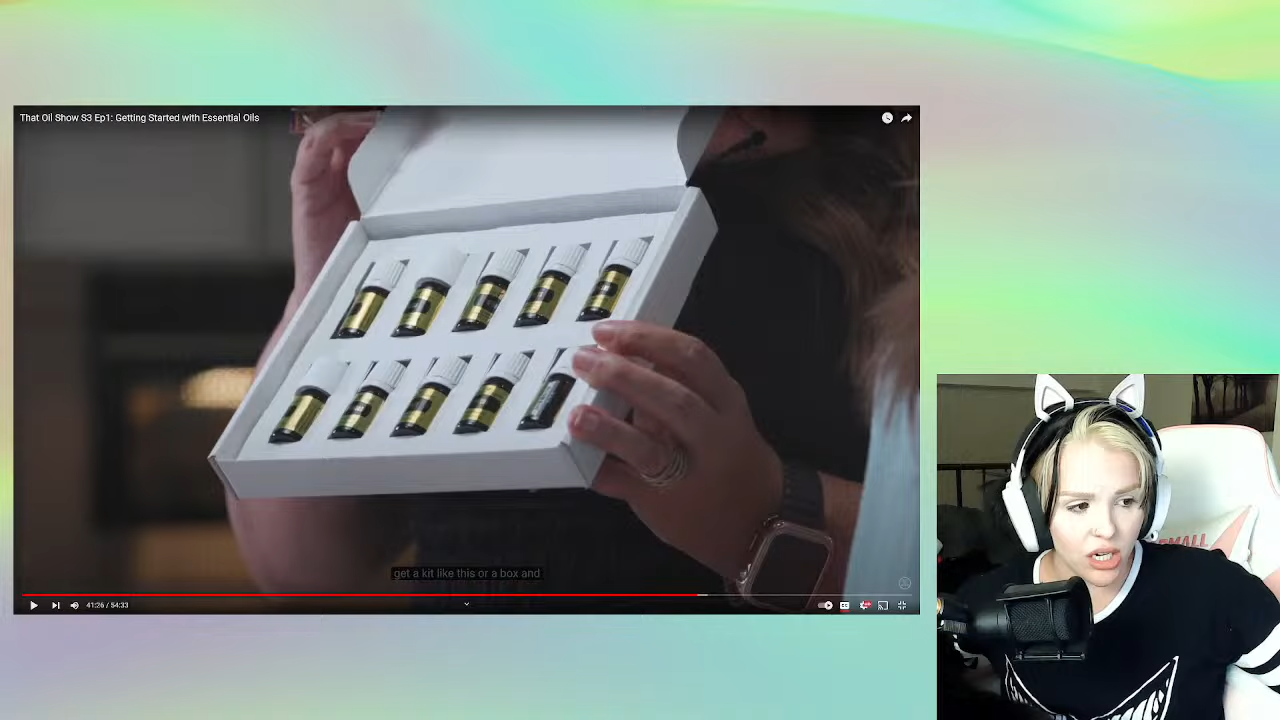 That Oil Show S3 Ep1: Getting Started with Essential Oils
get a kit like this or a box and
41:26 / 54:33
SMALL